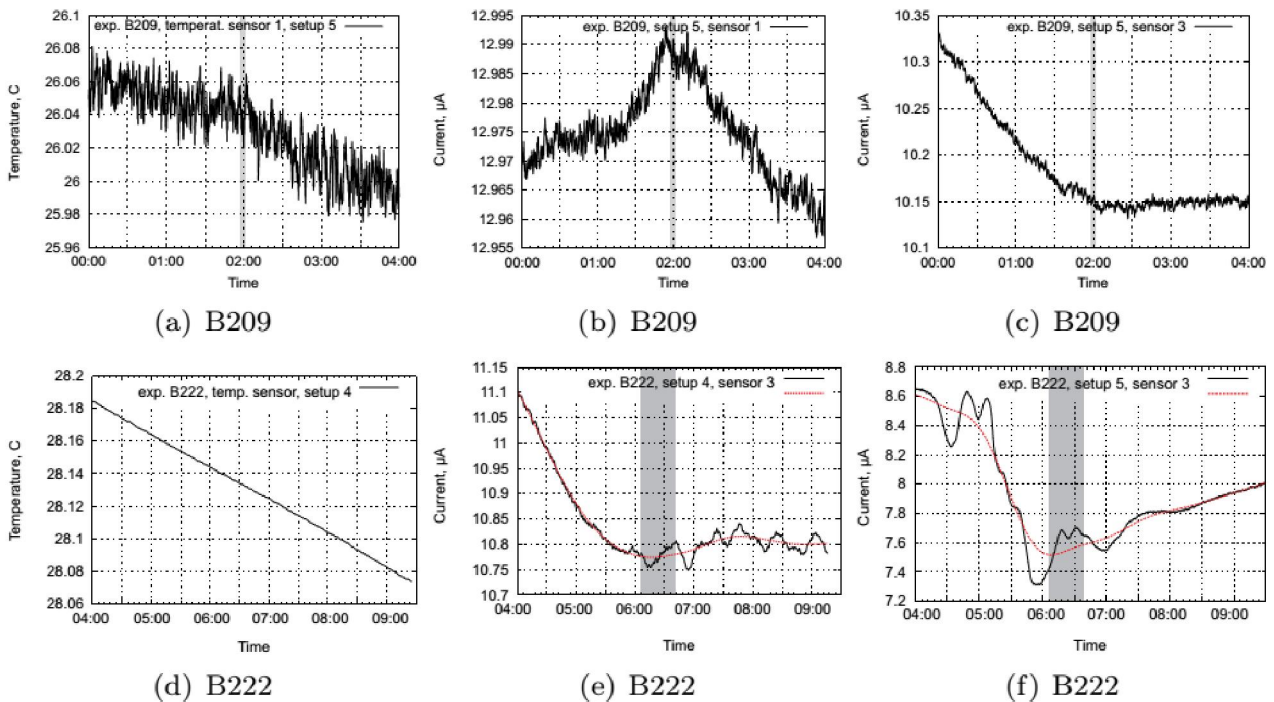 exp. B209, temperat. sensor 1, setup 5
Temperature, C
26.1
26.08
26.06
26.04
26.02
26
25.98
25.96
00:00 01:00 02:00 03:00 04:00
Time
(a) B209
exp. B209, setup 5, sensor 1
Current, µA
12.995
12.99
12.985
12.98
12.975
12.97
12.965
12.96
12.955
00:00 01:00 02:00 03:00 04:00
Time
(b) B209
exp. B209, setup 5, sensor 3
Current, µA
10.35
10.3
10.25
10.2
10.15
10.1
00:00 01:00 02:00 03:00 04:00
Time
(c) B209
exp. B222, temp. sensor, setup 4
Temperature, C
28.2
28.18
28.16
28.14
28.12
28.1
28.08
28.06
04:00 05:00 06:00 07:00 08:00 09:00
Time
(d) B222
exp. B222, setup 4, sensor 3
Current, µA
11.15
11.1
11.05
11
10.95
10.9
10.85
10.8
10.75
10.7
04:00 05:00 06:00 07:00 08:00 09:00
Time
(e) B222
exp. B222, setup 5, sensor 3
Current, µA
8.8
8.6
8.4
8.2
8
7.8
7.6
7.4
7.2
04:00 05:00 06:00 07:00 08:00 09:00
Time
(f) B222